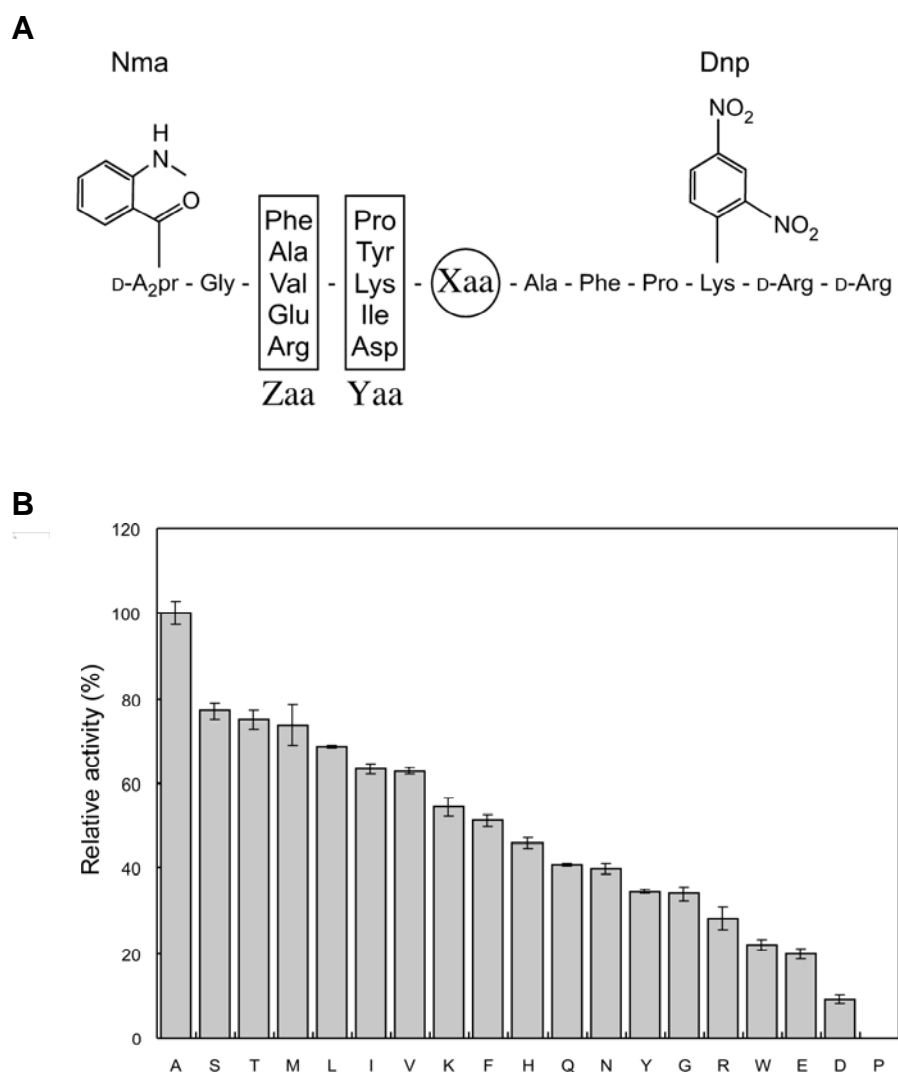 A
Nma
Dnp
H
N
O
NO2
NO2
D-A2pr - Gly - Phe Ala Val Glu Arg - Pro Tyr Lys Ile Asp - Xaa - Ala - Phe - Pro - Lys - D-Arg - D-Arg
Zaa Yaa
B
Relative activity (%)
120
100
80
60
40
20
0
A S T M L I V K F H Q N Y G R W E D P